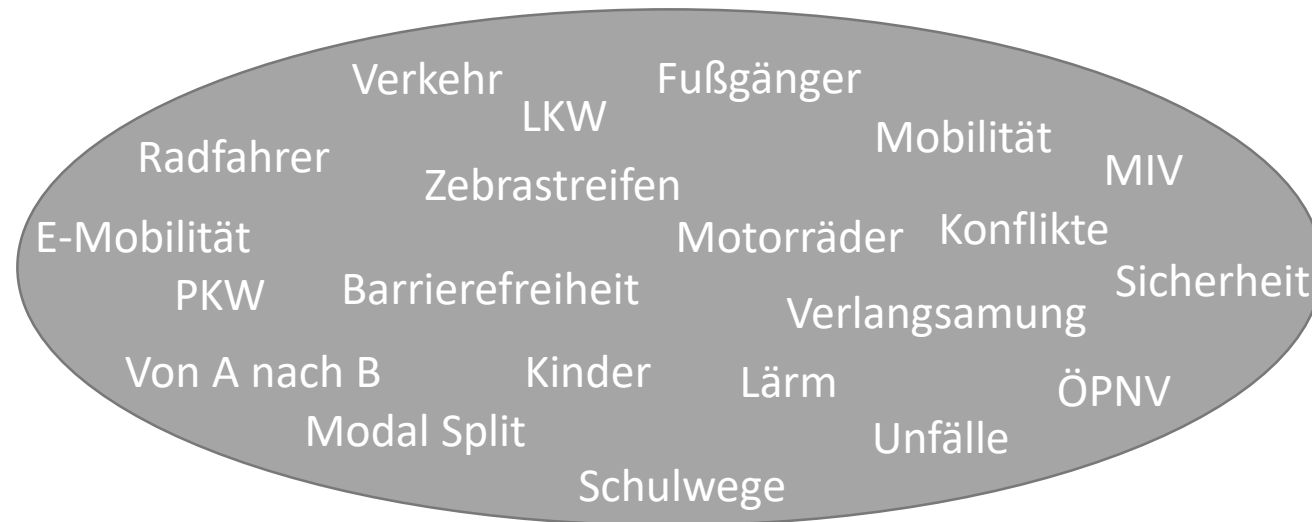 Verkehr
Fußgänger
LKW
Mobilität
Radfahrer
MIV
Zebrastreifen
E-Mobilität
Motorräder
Konflikte
PKW
Barrierefreiheit
Sicherheit
Verlangsamung
Von A nach B
Kinder
Lärm
ÖPNV
Modal Split
Unfälle
Schulwege